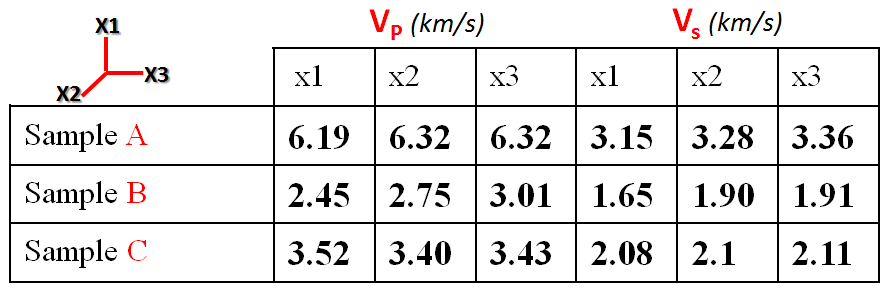 X1
X3
X2
Vp (km/s) Vs (km/s)
x1 x2 x3 x1 x2 x3
Sample A 6.19 6.32 6.32 3.15 3.28 3.36
Sample B 2.45 2.75 3.01 1.65 1.90 1.91
Sample C 3.52 3.40 3.43 2.08 2.1 2.11